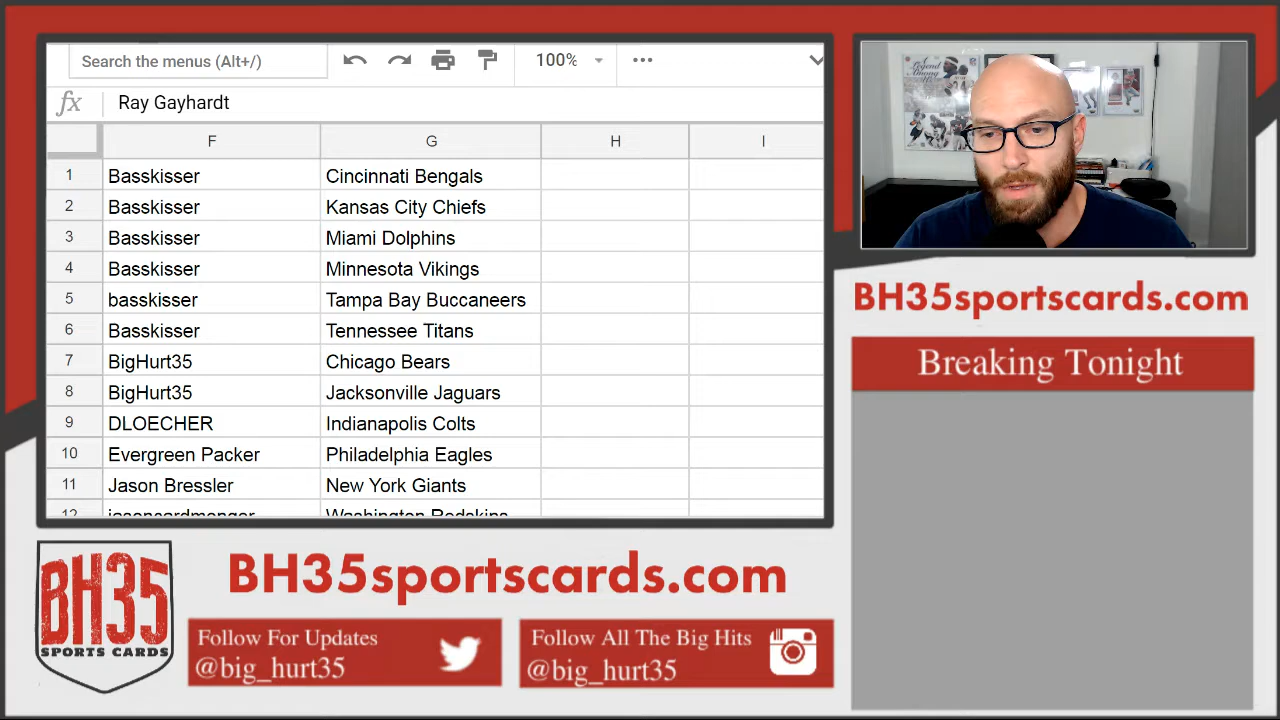 Search the menus (Alt+/)
100%
fx Ray Gayhardt
F G H I
1 Basskisser Cincinnati Bengals
2 Basskisser Kansas City Chiefs
3 Basskisser Miami Dolphins
4 Basskisser Minnesota Vikings
5 basskisser Tampa Bay Buccaneers
6 Basskisser Tennessee Titans
7 BigHurt35 Chicago Bears
8 BigHurt35 Jacksonville Jaguars
9 DLOECHER Indianapolis Colts
10 Evergreen Packer Philadelphia Eagles
11 Jason Bressler New York Giants
12 Washington Redskins
BH35sportscards.com
Breaking Tonight
BH35
SPORTS CARDS
BH35sportscards.com
Follow For Updates
@big_hurt35
Follow All The Big Hits
@big_hurt35